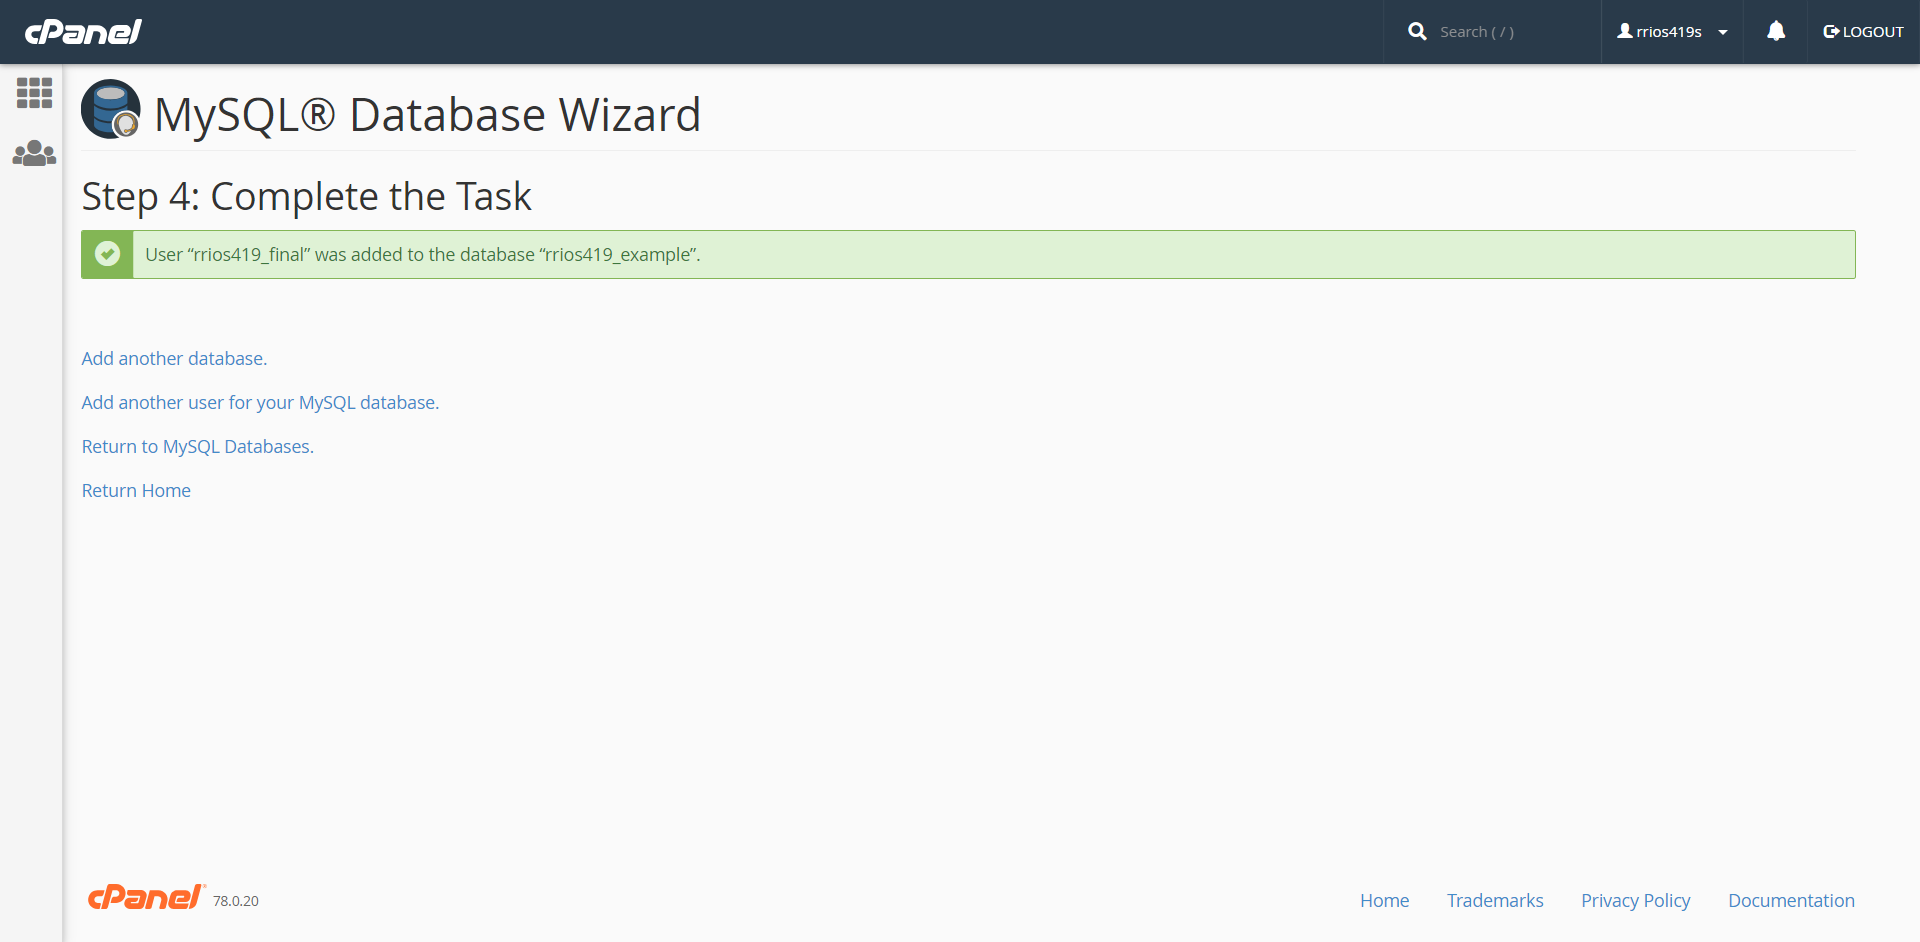 cPanel
Search ( / )
rrios419s
LOGOUT
MySQL® Database Wizard
Step 4: Complete the Task
User “rrios419_final” was added to the database “rrios419_example”.
Add another database.
Add another user for your MySQL database.
Return to MySQL Databases.
Return Home
cPanel® 78.0.20
Home
Trademarks
Privacy Policy
Documentation